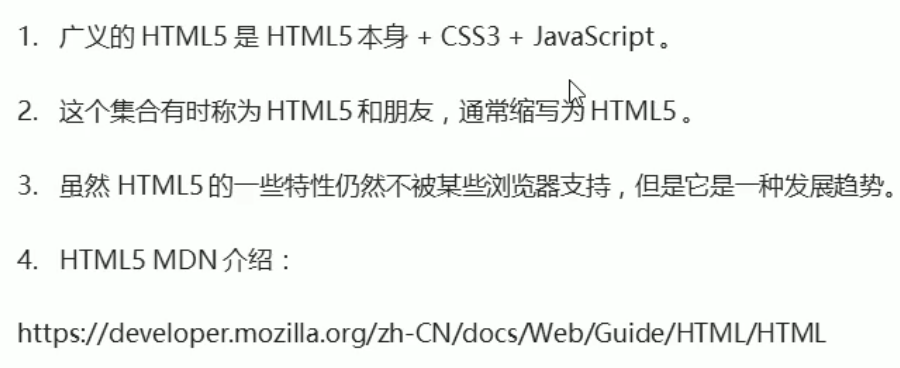 1. 广义的 HTML5 是 HTML5 本身 + CSS3 + JavaScript 。
2. 这个集合有时称为 HTML5 和朋友，通常缩写为 HTML5 。
3. 虽然 HTML5 的一些特性仍然不被某些浏览器支持，但是它是一种发展趋势。
4. HTML5 MDN 介绍：
https://developer.mozilla.org/zh-CN/docs/Web/Guide/HTML/HTML